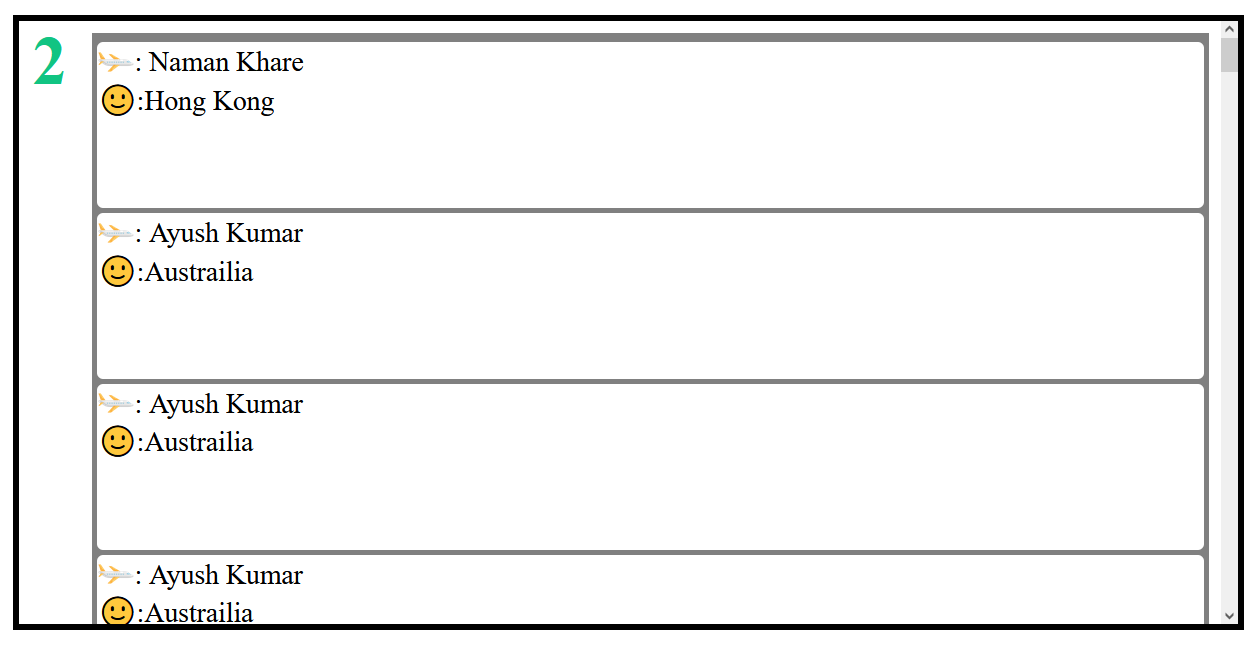 2
✈️: Naman Khare
🙂:Hong Kong
✈️: Ayush Kumar
🙂:Austrailia
✈️: Ayush Kumar
🙂:Austrailia
✈️: Ayush Kumar
🙂:Austrailia